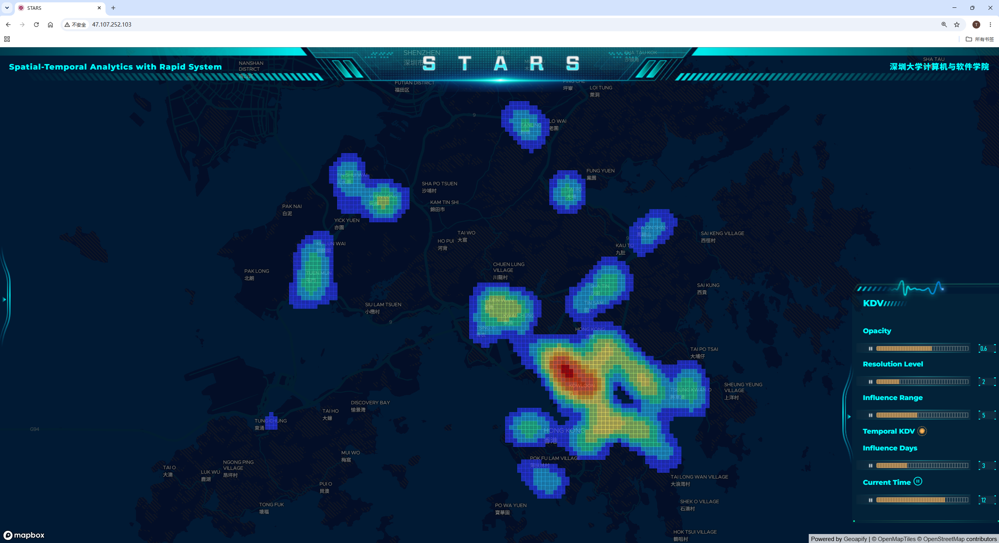 STARS
不安全
47.107.252.103
T
所有书签
Spatial-Temporal Analytics with Rapid System
STARS
深圳大学计算机与软件学院
NANSHAN
DISTRICT
南山区
SHENZHEN
深圳市
罗湖区
SHA TAU KOK
沙頭角
SHA TAU
FUTIAN DISTRICT
福田区
PING CHE
坪輋
LOI TUNG
萊洞
9
LO WAI
老圍
FANLING
粉嶺
FUNG YUEN
鳳園
TIN SHUI WAI
天水圍
SHA PO TSUEN
沙埔村
TAI PO
大埔
YUEN LONG
元朗
KAM TIN SHI
錦田市
PAK NAI
白泥
YICK YUEN
亦園
MA ON SHAN
馬鞍山
TAI WO
大窩
SAI KENG VILLAGE
西徑村
9
HO PUI
河背
KEI LUN WAI
麒麟圍
KAU TO
九肚
CHUEN LUNG
VILLAGE
川龍村
PAK LONG
北朗
TUEN MUN
屯門
SHA TIN
沙田
SAI KUNG
西貢
TSUEN WAN
荃灣
TIN SAM
田心
SIU LAM TSUEN
小欖村
KWAI CHUNG
葵涌
9
TSING YI
青衣
HONG KONG
香港
TAI PO TSAI
大埔仔
KOWLOON
九龍
TSEUNG KWAN O
將軍澳
SHEUNG YEUNG
VILLAGE
上洋村
DISCOVERY BAY
愉景灣
TAI HO
大蠔
TUNG CHUNG
東涌
G94
HONG KONG
香港
MUI WO
梅窩
POK FU LAM VILLAGE
薄扶林村
NGONG PING
VILLAGE
昂坪村
TAI O
大澳
LUK WU
鹿湖
TAI LONG WAN VILLAGE
大浪灣村
PUI O
貝澳
TONG FUK
塘福
PO WA YUEN
寶華園
SHEK O VILLAGE
石澳村
HOK TSUI VILLAGE
鶴咀村
KDV
Opacity
0.6
Resolution Level
2
Influence Range
5
Temporal KDV
Influence Days
3
Current Time
12
mapbox
Powered by Geoapify | © OpenMapTiles © OpenStreetMap contributors